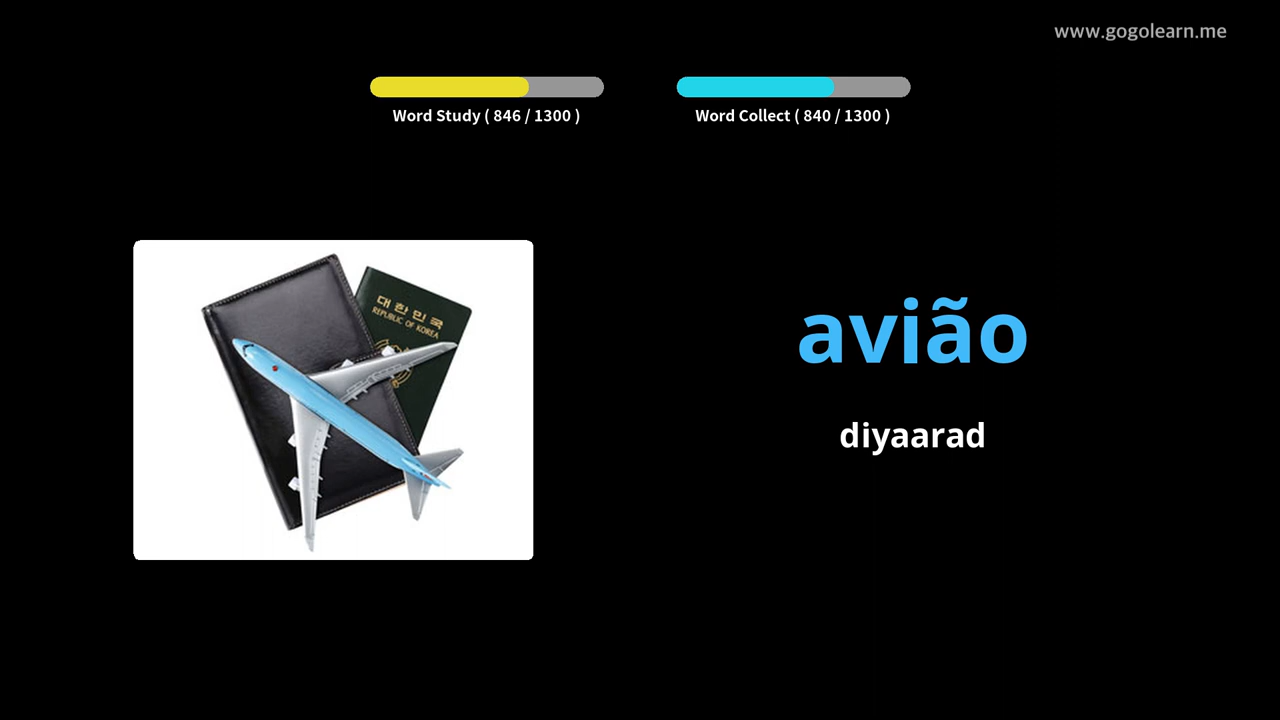 www.gogolearn.me
Word Study ( 846 / 1300 )
Word Collect ( 840 / 1300 )
대한민국
REPUBLIC OF KOREA
avião
diyaarad